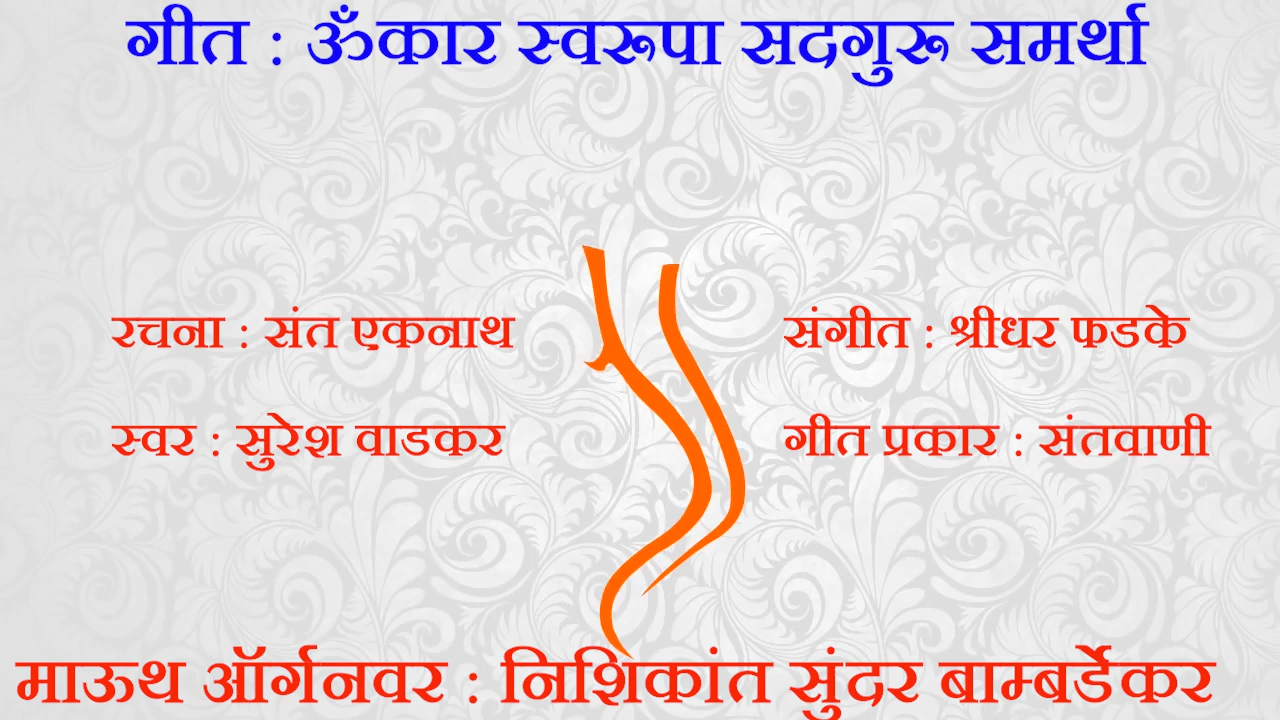 गीत : ॐकार स्वरूपा सदगुरू समर्था
रचना : संत एकनाथ
संगीत : श्रीधर फडके
स्वर : सुरेश वाडकर
गीत प्रकार : संतवाणी
माऊथ ऑर्गनवर : निशिकांत सुंदर बाम्बर्डेकर